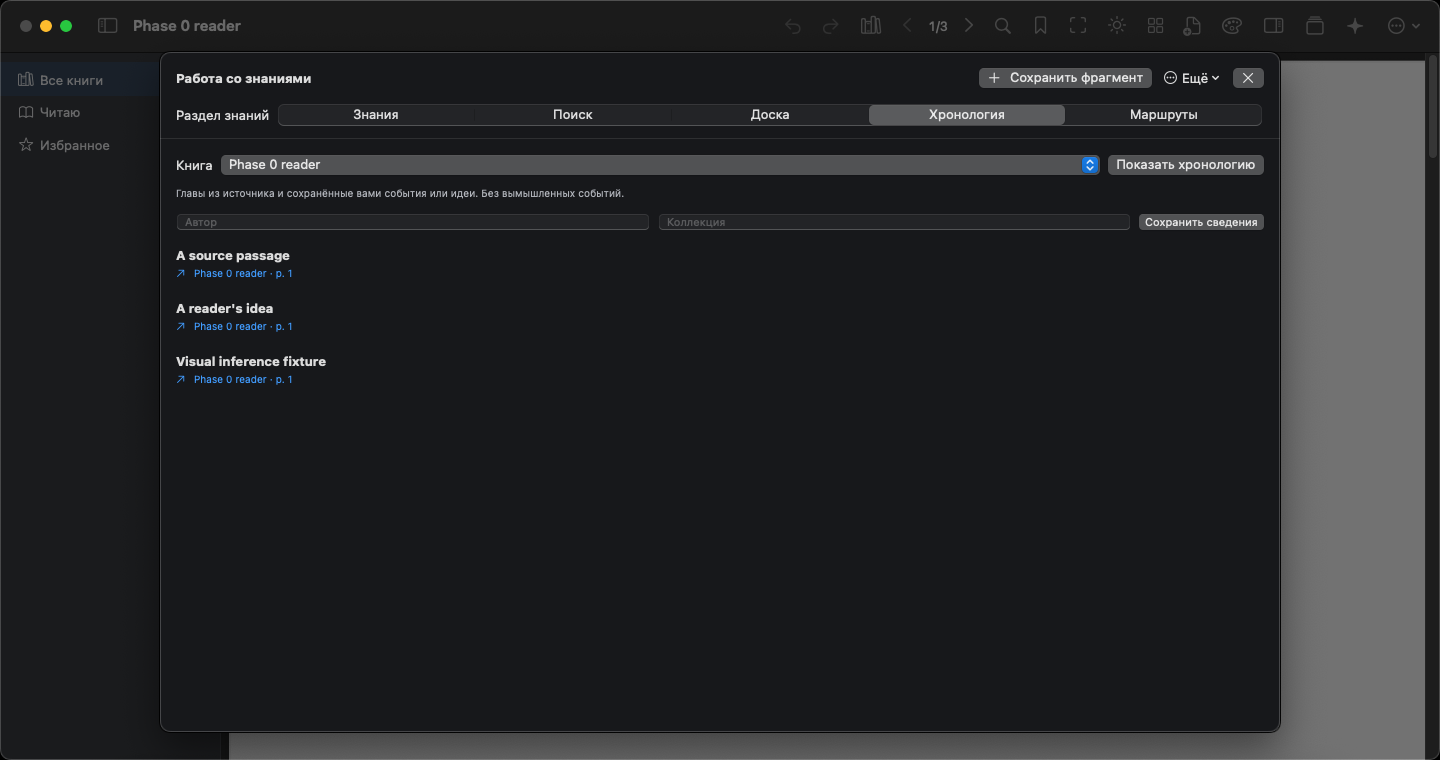 Phase 0 reader
1/3
Все книги
Читаю
Избранное
Работа со знаниями
Сохранить фрагмент
Ещё
Раздел знаний
Знания
Поиск
Доска
Хронология
Маршруты
Книга
Phase 0 reader
Показать хронологию
Главы из источника и сохранённые вами события или идеи. Без вымышленных событий.
Автор
Коллекция
Сохранить сведения
A source passage
Phase 0 reader · p. 1
A reader's idea
Phase 0 reader · p. 1
Visual inference fixture
Phase 0 reader · p. 1